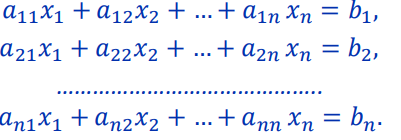 a₁₁x₁ + a₁₂x₂ + ...+ a₁ₙ xₙ = b₁,
a₂₁x₁ + a₂₂x₂ + ...+ a₂ₙ xₙ = b₂,
.............................................
aₙ₁x₁ + aₙ₂x₂ + ...+ aₙₙ xₙ = bₙ.